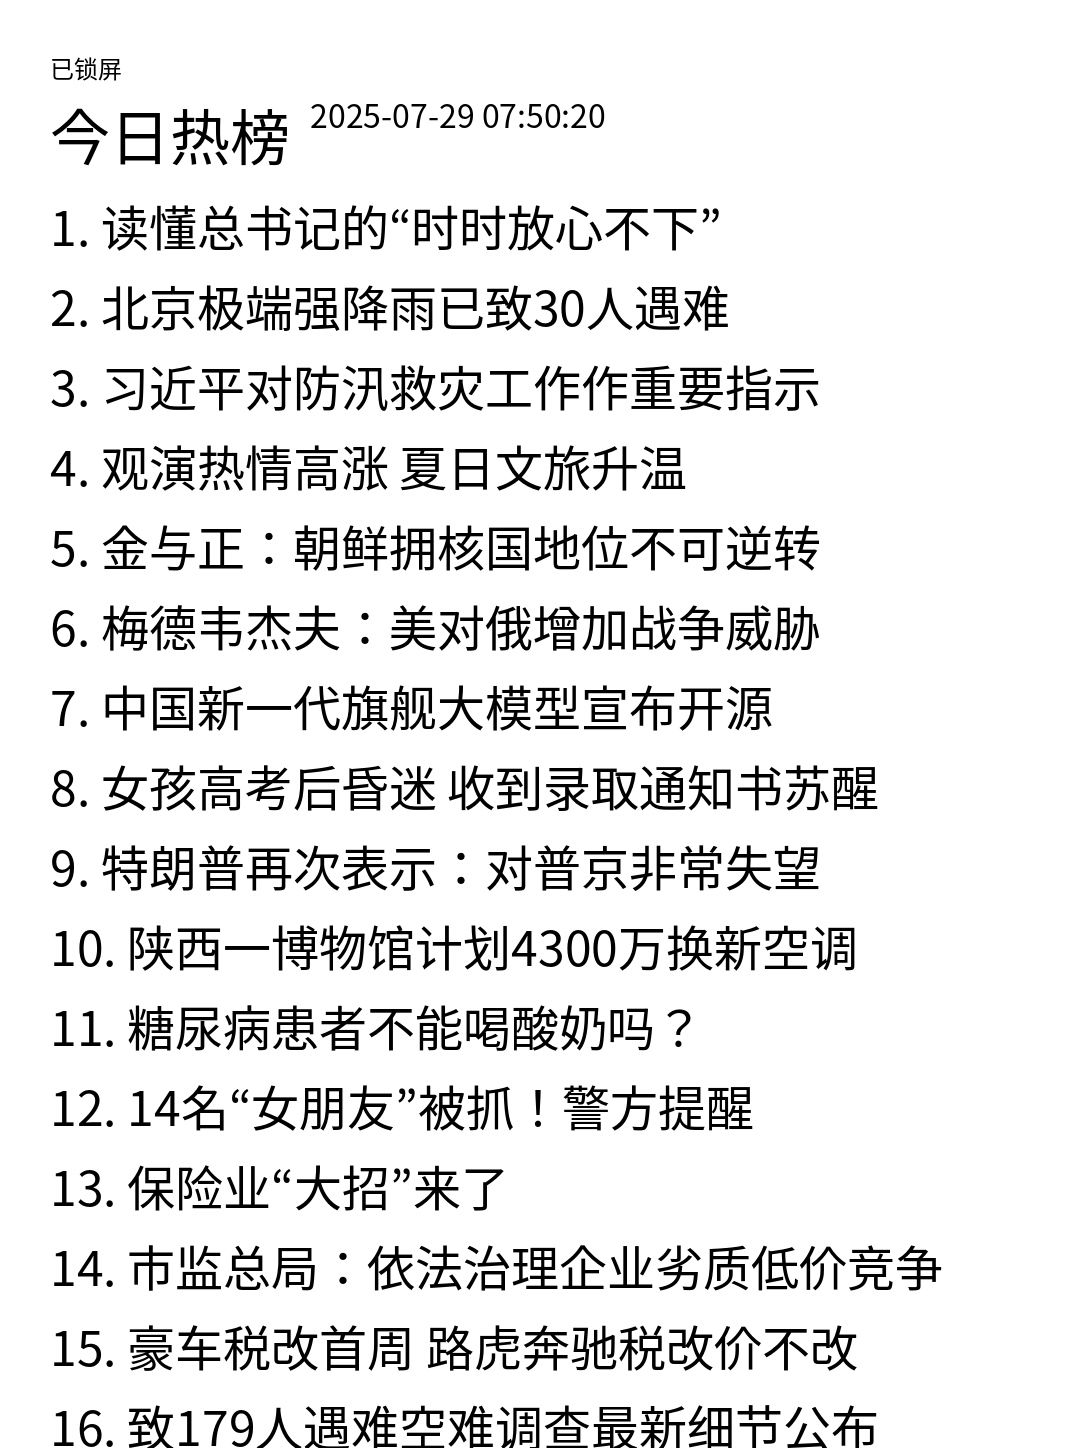 已锁屏
今日热榜 2025-07-29 07:50:20
1. 读懂总书记的“时时放心不下”
2. 北京极端强降雨已致30人遇难
3. 习近平对防汛救灾工作作重要指示
4. 观演热情高涨 夏日文旅升温
5. 金与正：朝鲜拥核国地位不可逆转
6. 梅德韦杰夫：美对俄增加战争威胁
7. 中国新一代旗舰大模型宣布开源
8. 女孩高考后昏迷 收到录取通知书苏醒
9. 特朗普再次表示：对普京非常失望
10. 陕西一博物馆计划4300万换新空调
11. 糖尿病患者不能喝酸奶吗？
12. 14名“女朋友”被抓！警方提醒
13. 保险业“大招”来了
14. 市监总局：依法治理企业劣质低价竞争
15. 豪车税改首周 路虎奔驰税改价不改
16. 致179人遇难空难调查最新细节公布